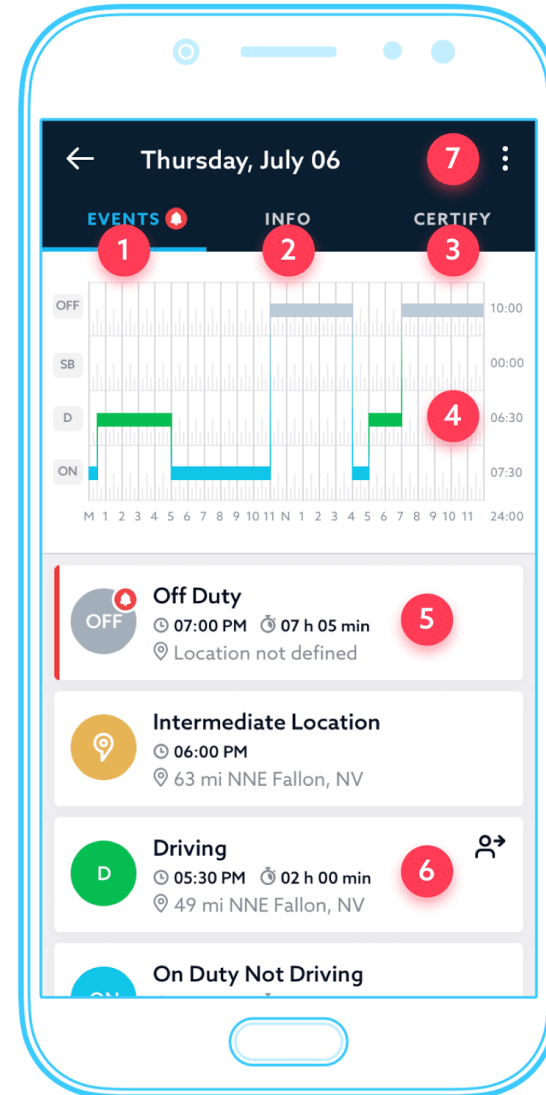 Thursday, July 06
7
EVENTS INFO CERTIFY
1 2 3
OFF 10:00
SB 00:00
D 4 06:30
ON 07:30
M 1 2 3 4 5 6 7 8 9 10 11 N 1 2 3 4 5 6 7 8 9 10 11 24:00
Off Duty
OFF 07:00 PM 07 h 05 min 5
Location not defined
Intermediate Location
06:00 PM
63 mi NNE Fallon, NV
Driving
D 05:30 PM 02 h 00 min 6
49 mi NNE Fallon, NV
On Duty Not Driving